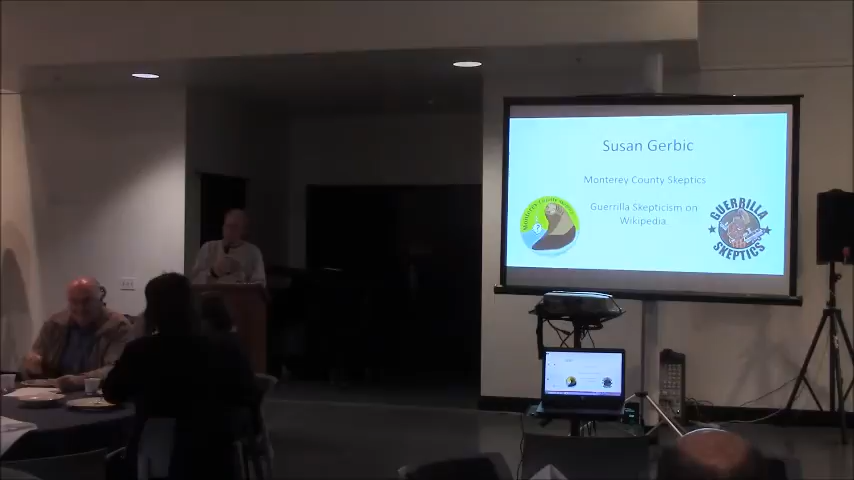 Susan Gerbic
Monterey County Skeptics
Guerrilla Skepticism on
Wikipedia
GUERRILLA
SKEPTICS